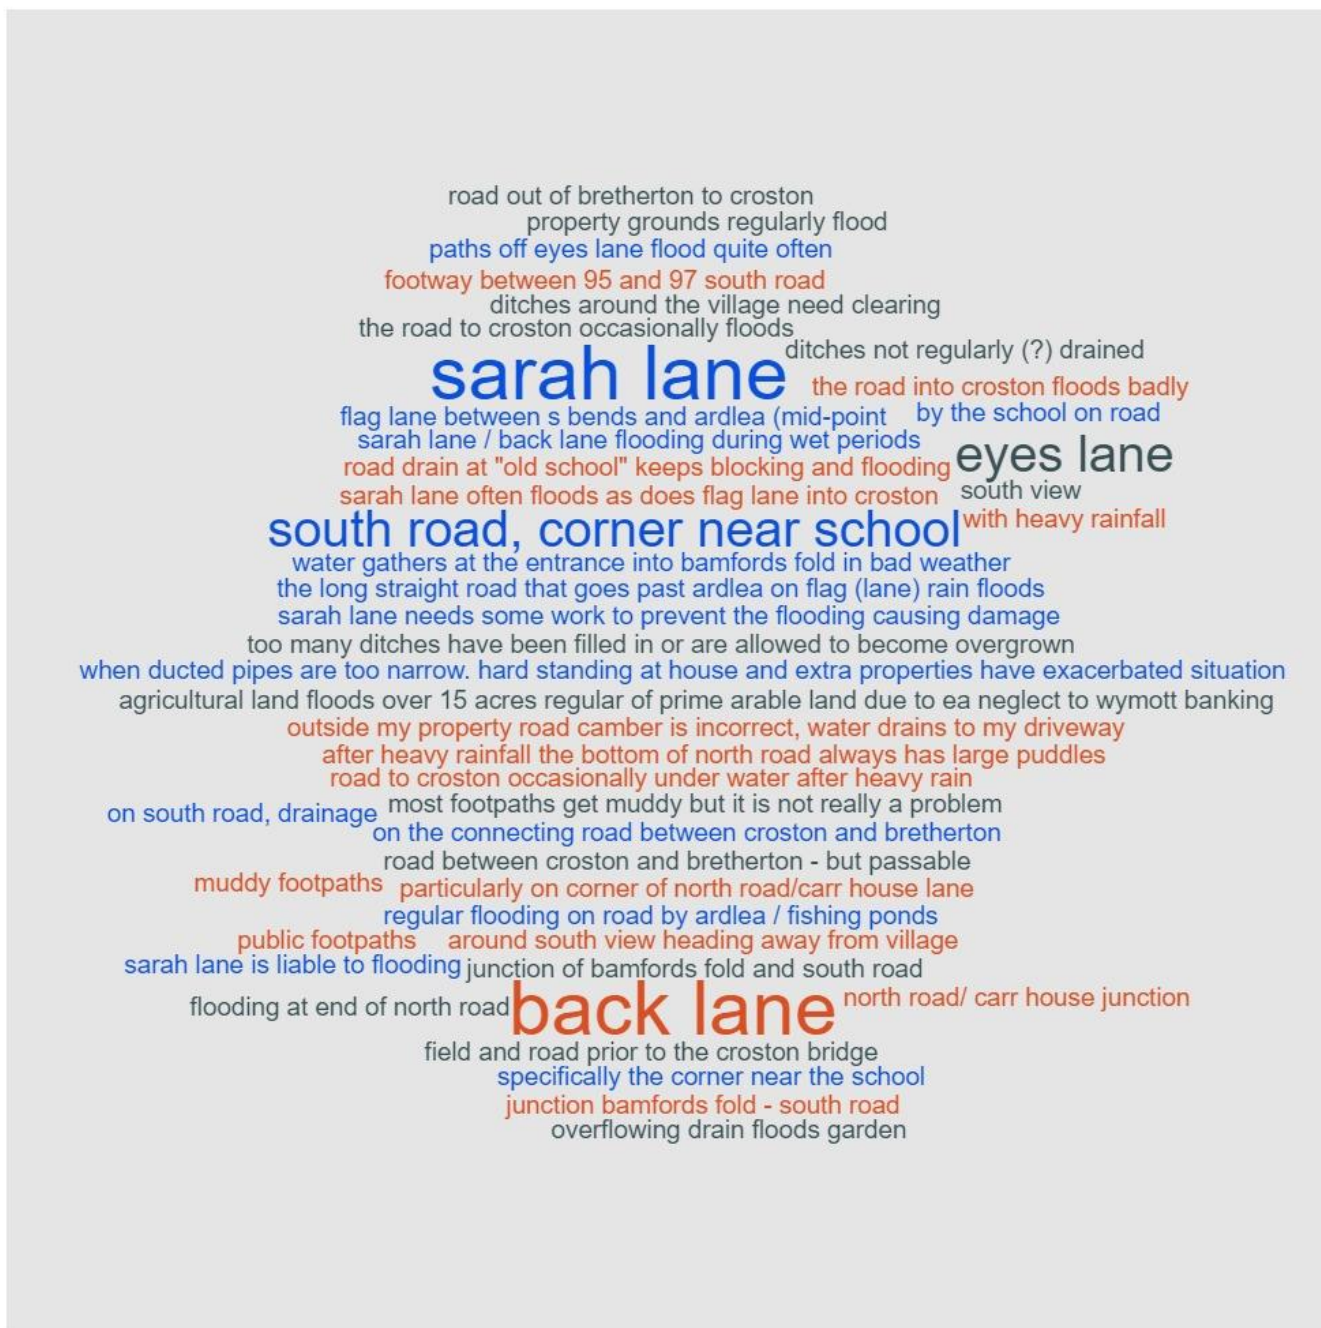 road out of bretherton to croston
property grounds regularly flood
paths off eyes lane flood quite often
footway between 95 and 97 south road
ditches around the village need clearing
the road to croston occasionally floods
sarah lane
ditches not regularly (?) drained
the road into croston floods badly
flag lane between s bends and ardlea (mid-point
by the school on road
sarah lane / back lane flooding during wet periods
eyes lane
road drain at "old school" keeps blocking and flooding
sarah lane often floods as does flag lane into croston
south view
south road, corner near school
with heavy rainfall
water gathers at the entrance into bamfords fold in bad weather
the long straight road that goes past ardlea on flag (lane) rain floods
sarah lane needs some work to prevent the flooding causing damage
too many ditches have been filled in or are allowed to become overgrown
when ducted pipes are too narrow. hard standing at house and extra properties have exacerbated situation
agricultural land floods over 15 acres regular of prime arable land due to ea neglect to wymott banking
outside my property road camber is incorrect, water drains to my driveway
after heavy rainfall the bottom of north road always has large puddles
road to croston occasionally under water after heavy rain
on south road, drainage
most footpaths get muddy but it is not really a problem
on the connecting road between croston and bretherton
road between croston and bretherton - but passable
muddy footpaths
particularly on corner of north road/carr house lane
regular flooding on road by ardlea / fishing ponds
public footpaths
around south view heading away from village
sarah lane is liable to flooding
junction of bamfords fold and south road
flooding at end of north road
back lane
north road/ carr house junction
field and road prior to the croston bridge
specifically the corner near the school
junction bamfords fold - south road
overflowing drain floods garden